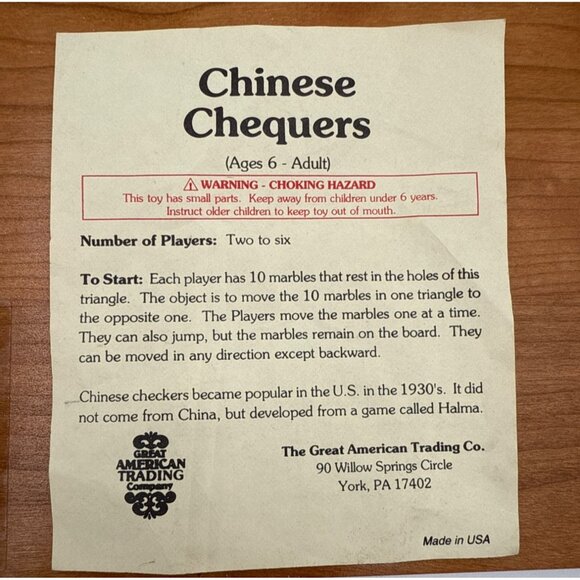 Chinese
Chequers
(Ages 6 - Adult)
⚠ WARNING - CHOKING HAZARD
This toy has small parts. Keep away from children under 6 years.
Instruct older children to keep toy out of mouth.
Number of Players: Two to six
To Start: Each player has 10 marbles that rest in the holes of this
triangle. The object is to move the 10 marbles in one triangle to
the opposite one. The Players move the marbles one at a time.
They can also jump, but the marbles remain on the board. They
can be moved in any direction except backward.
Chinese checkers became popular in the U.S. in the 1930's. It did
not come from China, but developed from a game called Halma.
GREAT
AMERICAN
TRADING
Company
The Great American Trading Co.
90 Willow Springs Circle
York, PA 17402
Made in USA